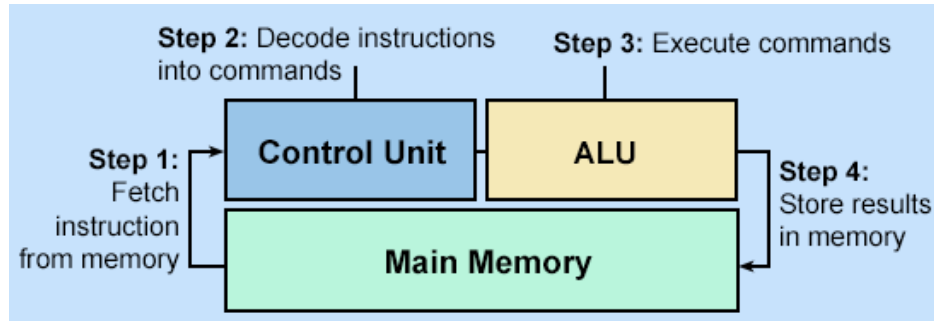 Step 2: Decode instructions
into commands
Step 3: Execute commands
Control Unit
ALU
Step 1:
Fetch
instruction
from memory
Step 4:
Store results
in memory
Main Memory